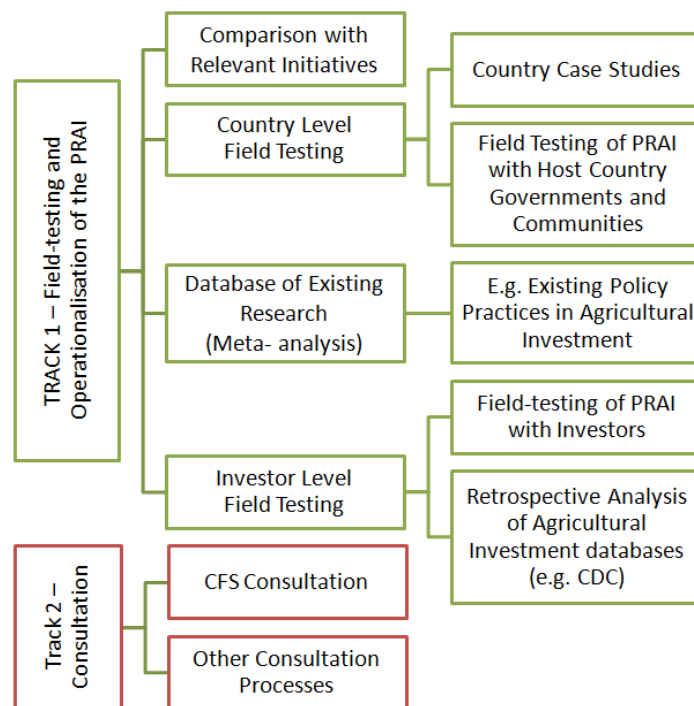 TRACK 1 – Field-testing and
Operationalisation of the PRAI
Comparison with
Relevant Initiatives
Country Level
Field Testing
Country Case Studies
Field Testing of PRAI
with Host Country
Governments and
Communities
Database of Existing
Research
(Meta- analysis)
E.g. Existing Policy
Practices in Agricultural
Investment
Investor Level
Field Testing
Field-testing of PRAI
with Investors
Retrospective Analysis
of Agricultural
Investment databases
(e.g. CDC)
Track 2 –
Consultation
CFS Consultation
Other Consultation
Processes